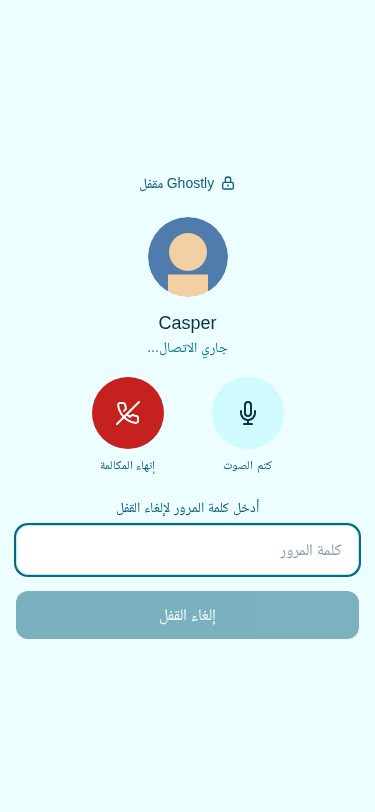 Ghostly مقفل
Casper
جاري الاتصال...
كتم الصوت
إنهاء المكالمة
أدخل كلمة المرور لإلغاء القفل
كلمة المرور
إلغاء القفل